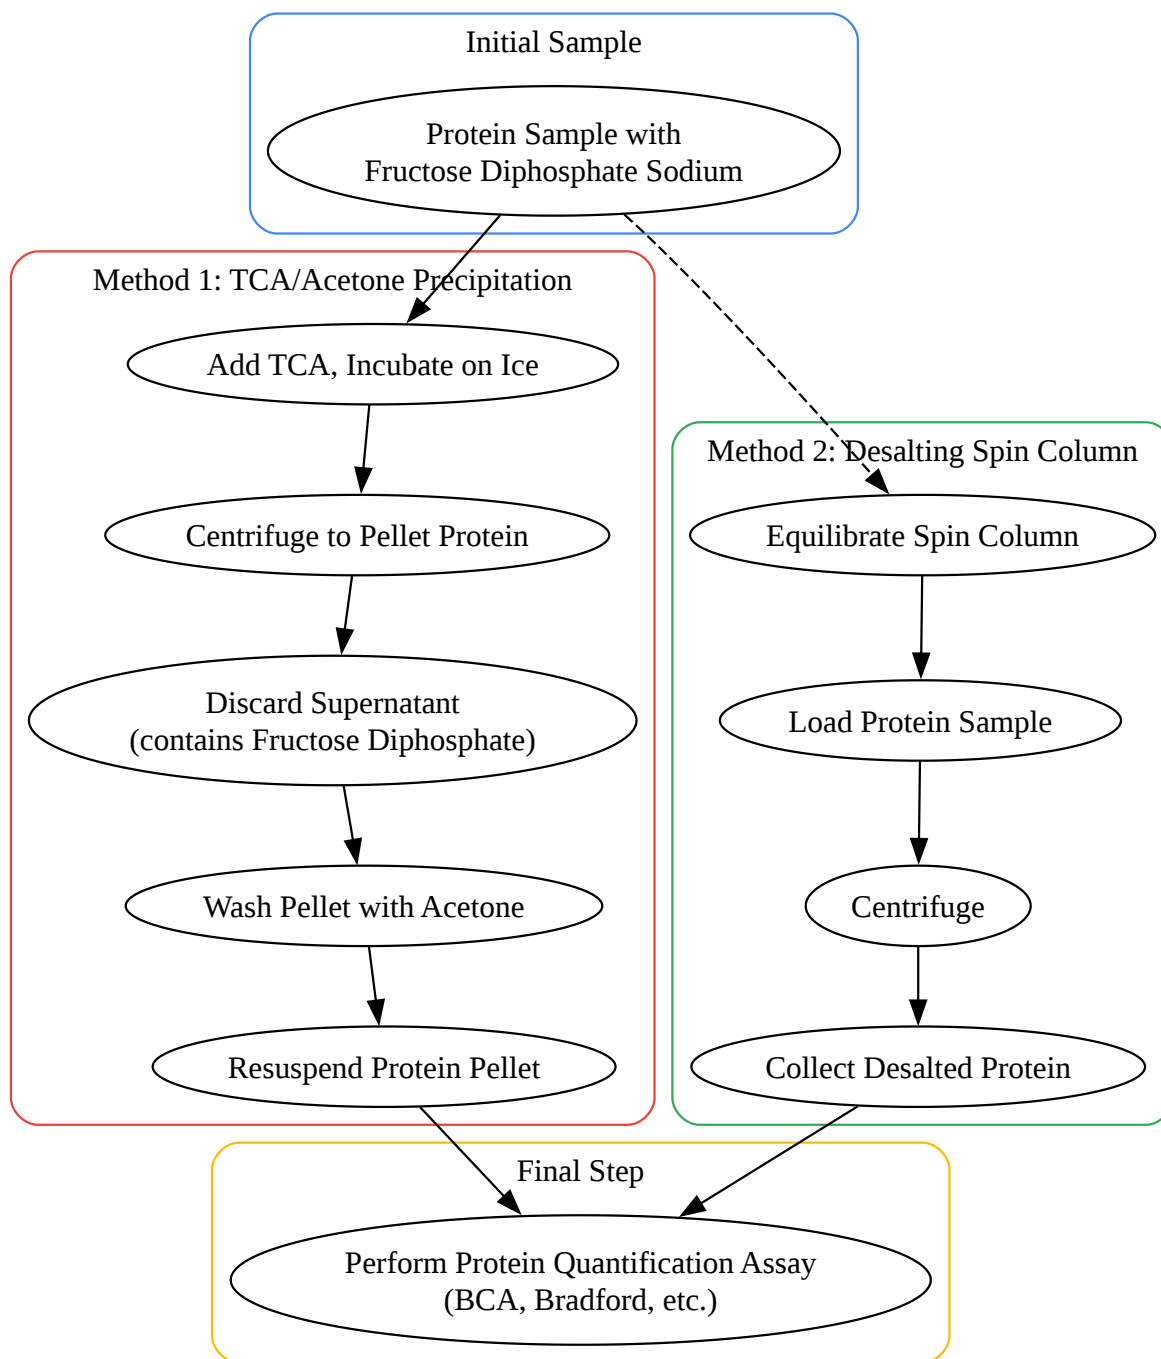 Initial Sample
Protein Sample with
Fructose Diphosphate Sodium
Method 1: TCA/Acetone Precipitation
Add TCA, Incubate on Ice
Centrifuge to Pellet Protein
Discard Supernatant
(contains Fructose Diphosphate)
Wash Pellet with Acetone
Resuspend Protein Pellet
Method 2: Desalting Spin Column
Equilibrate Spin Column
Load Protein Sample
Centrifuge
Collect Desalted Protein
Final Step
Perform Protein Quantification Assay
(BCA, Bradford, etc.)